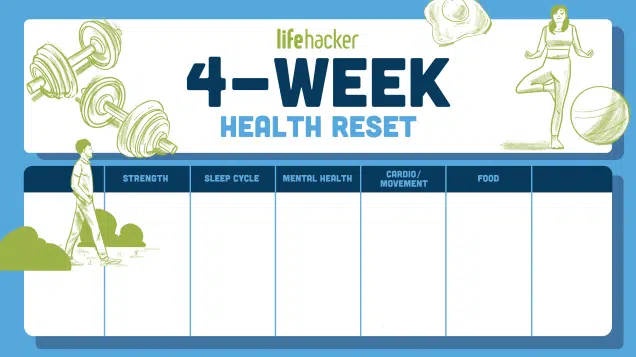 lifehacker
4-WEEK
HEALTH RESET
STRENGTH
SLEEP CYCLE
MENTAL HEALTH
CARDIO/
MOVEMENT
FOOD